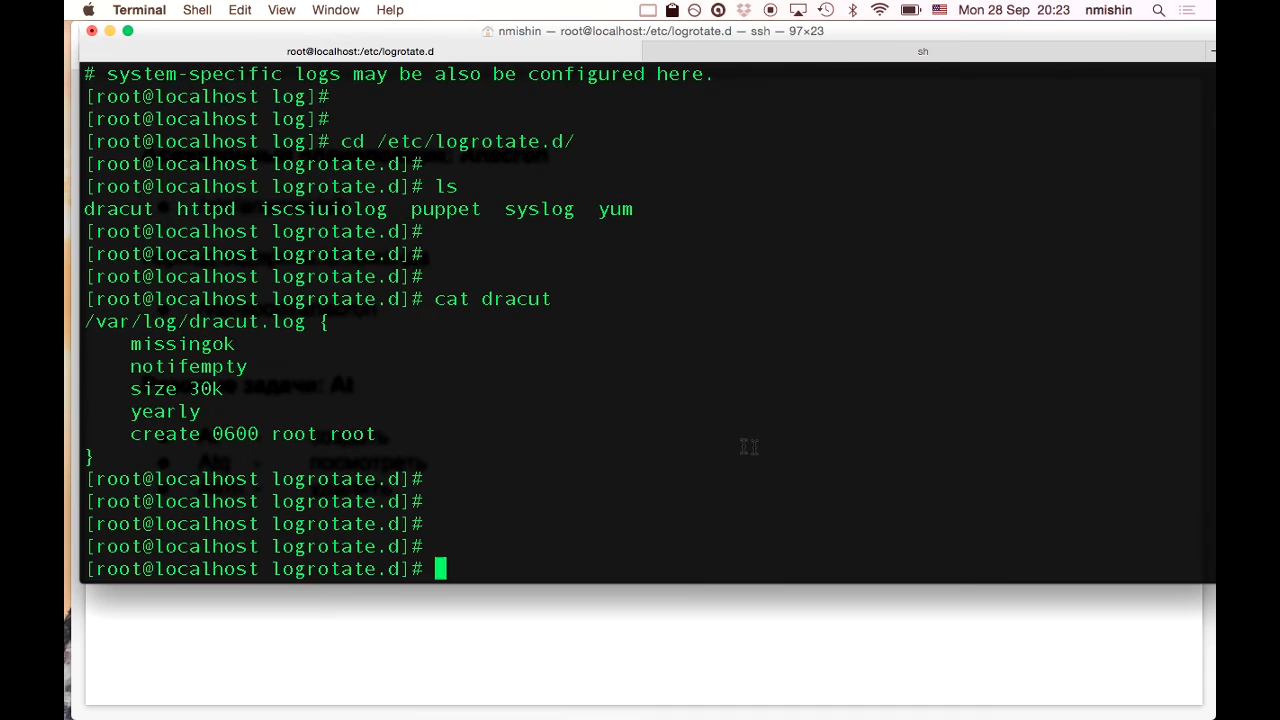 Terminal Shell Edit View Window Help Mon 28 Sep 20:23 nmishin
nmishin — root@localhost:/etc/logrotate.d — ssh — 97×23
root@localhost:/etc/logrotate.d sh
# system-specific logs may be also be configured here.
[root@localhost log]#
[root@localhost log]#
[root@localhost log]# cd /etc/logrotate.d/
[root@localhost logrotate.d]#
[root@localhost logrotate.d]# ls
dracut httpd iscsiuiolog puppet syslog yum
[root@localhost logrotate.d]#
[root@localhost logrotate.d]#
[root@localhost logrotate.d]#
[root@localhost logrotate.d]# cat dracut
/var/log/dracut.log {
missingok
notifempty
size 30k
yearly
create 0600 root root
}
[root@localhost logrotate.d]#
[root@localhost logrotate.d]#
[root@localhost logrotate.d]#
[root@localhost logrotate.d]#
[root@localhost logrotate.d]#
Anacron
задачи: At
Atq - посмотреть